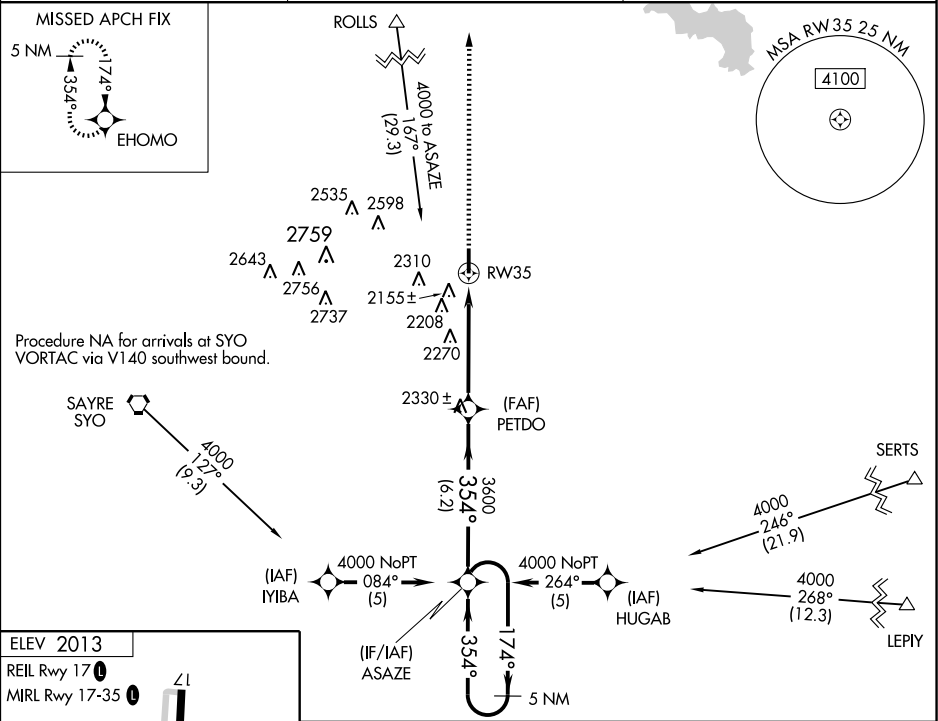 MISSED APCH FIX
5 NM
174°
354°
EHOMO
ROLLS
4000 to ASAZE
167°
(29.3)
MSA RW35 25 NM
4100
2535
2598
2759
2643
2756
2737
2310
2155±
2208
2270
RW35
Procedure NA for arrivals at SYO
VORTAC via V140 southwest bound.
SAYRE
SYO
4000
127°
(9.3)
2330±
(FAF)
PETDO
3600
354°
(6.2)
SERTS
4000
246°
(21.9)
4000 NoPT
084°
(5)
(IAF)
IYIBA
4000 NoPT
264°
(5)
(IAF)
HUGAB
4000
268°
(12.3)
LEPIY
(IF/IAF)
ASAZE
354°
174°
5 NM
ELEV 2013
REIL Rwy 17 L
MIRL Rwy 17-35 L
17